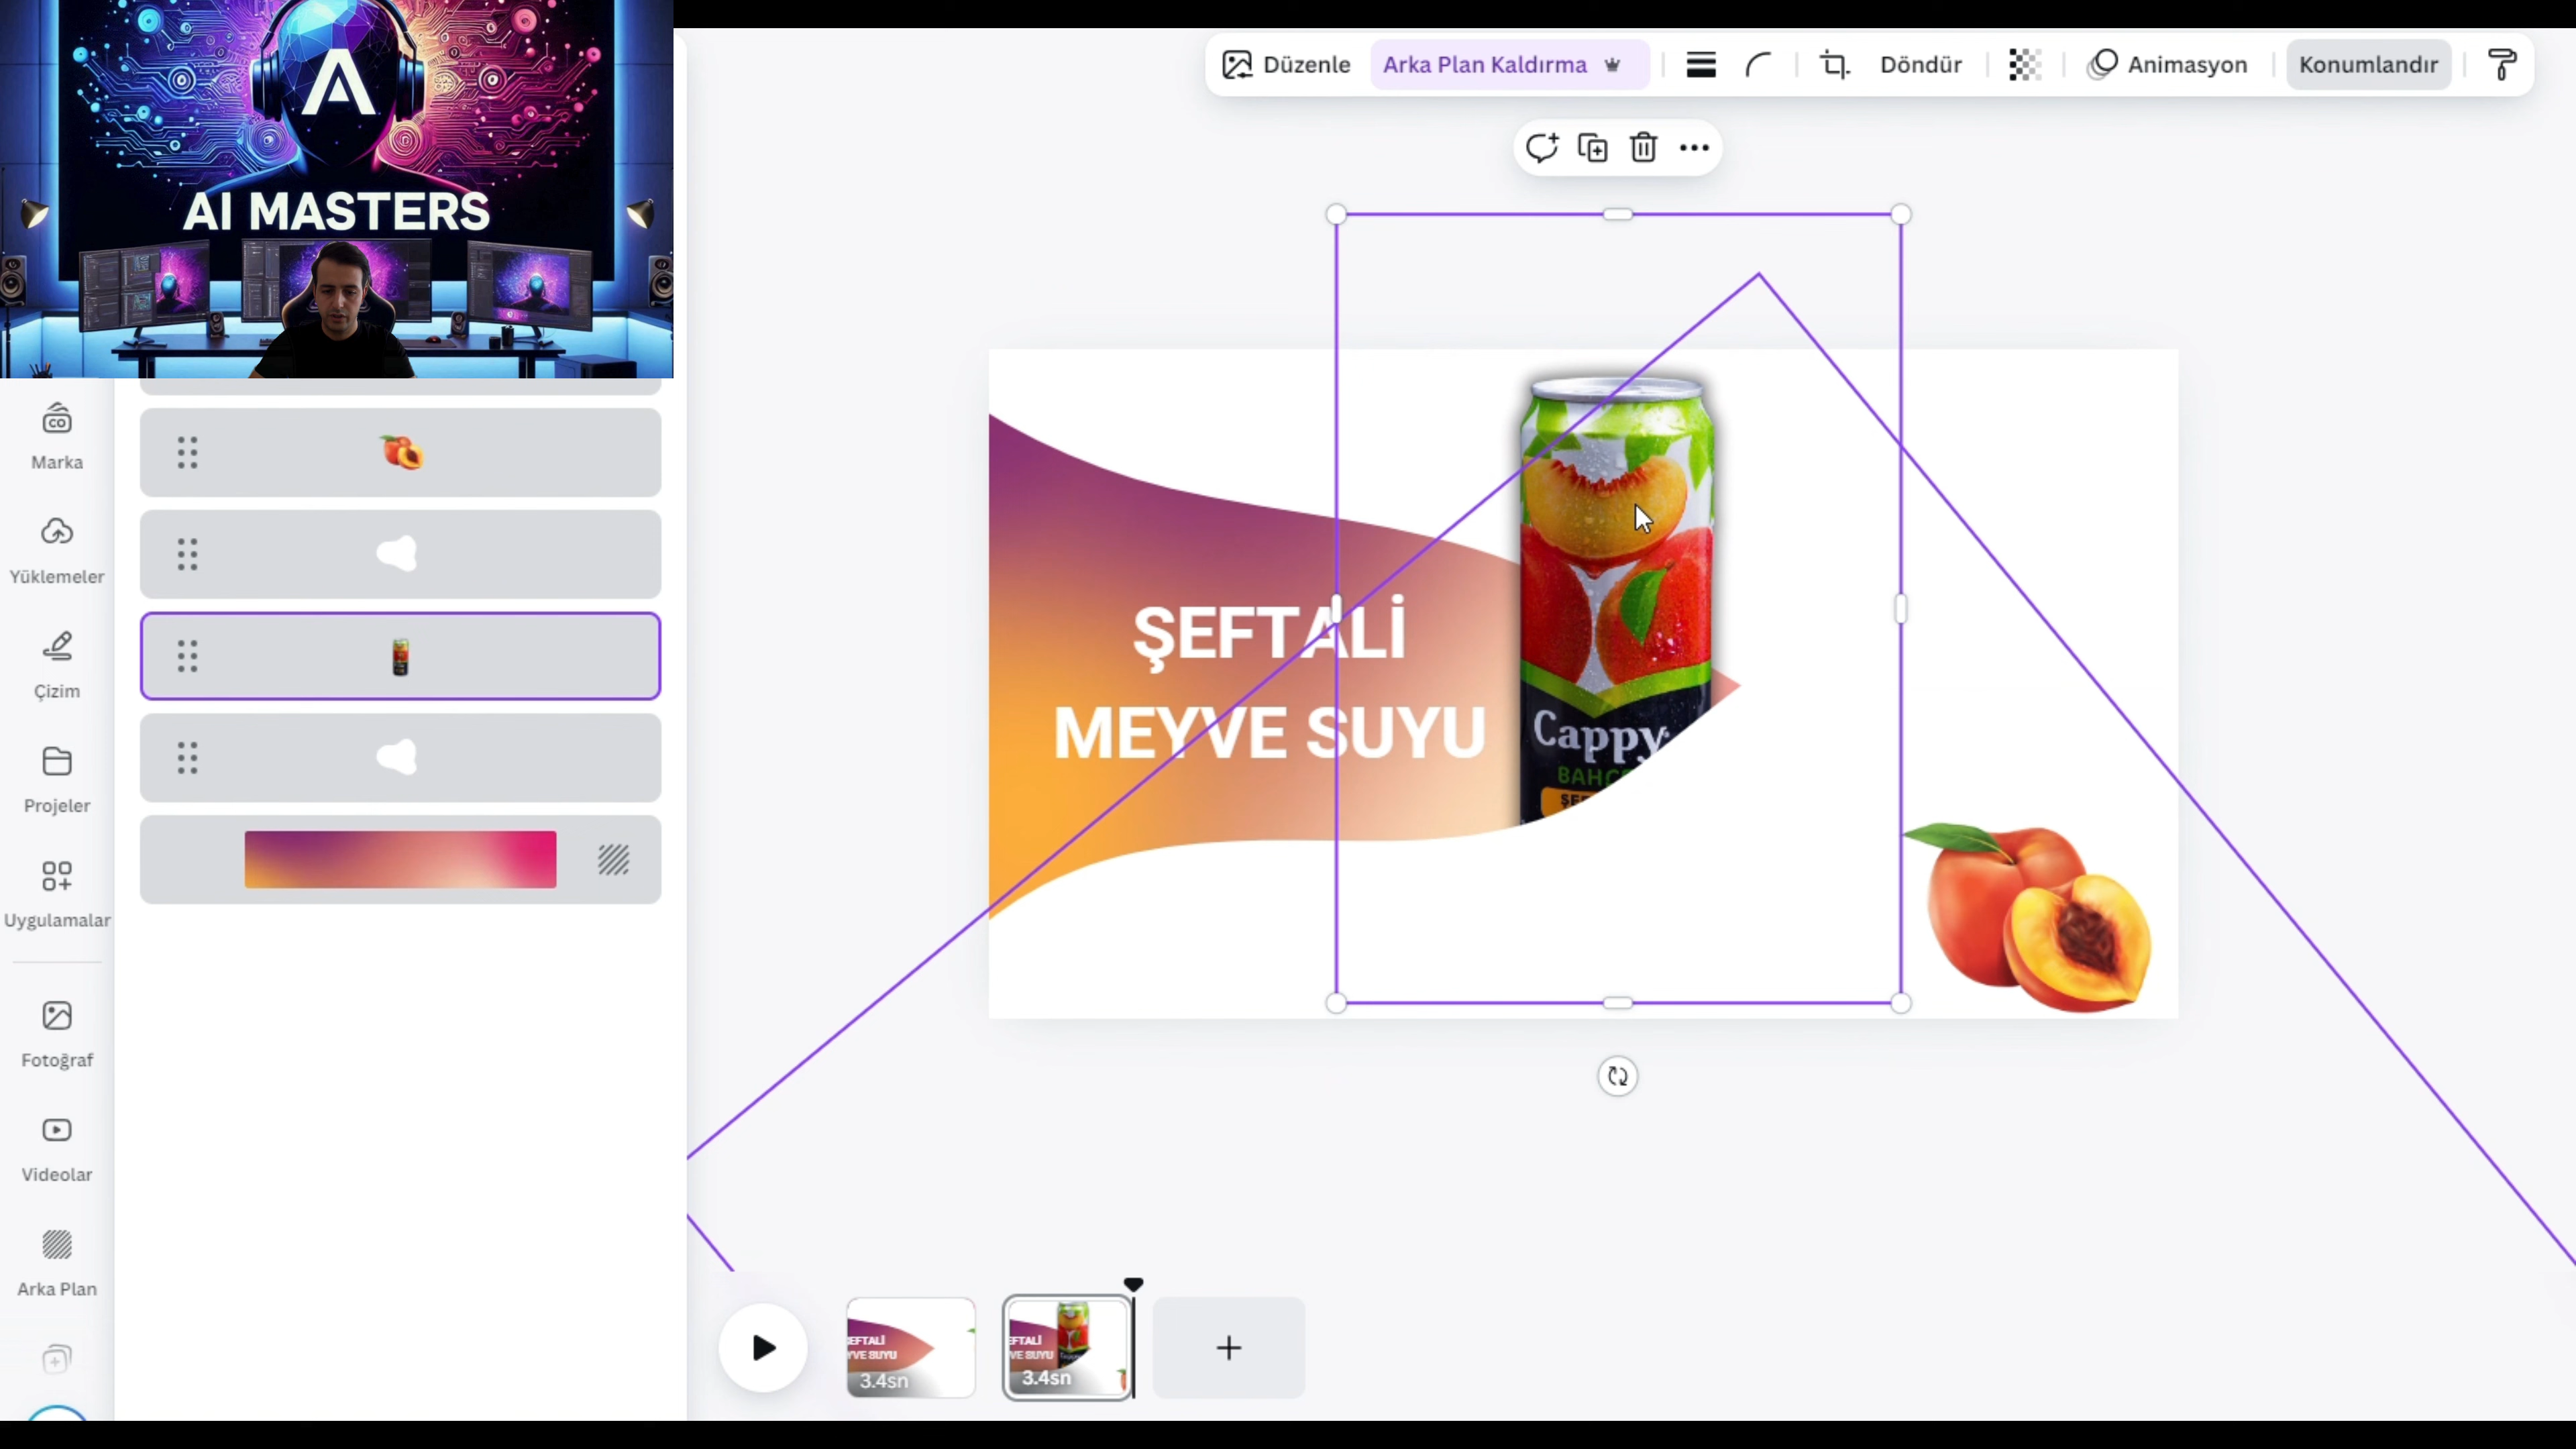 A
AI MASTERS
Düzenle
Arka Plan Kaldırma
Döndür
Animasyon
Konumlandır
Marka
Yüklemeler
Çizim
Projeler
Uygulamalar
Fotoğraf
Videolar
Arka Plan
ŞEFTALİ
MEYVE SUYU
Cappy
3.4sn
3.4sn